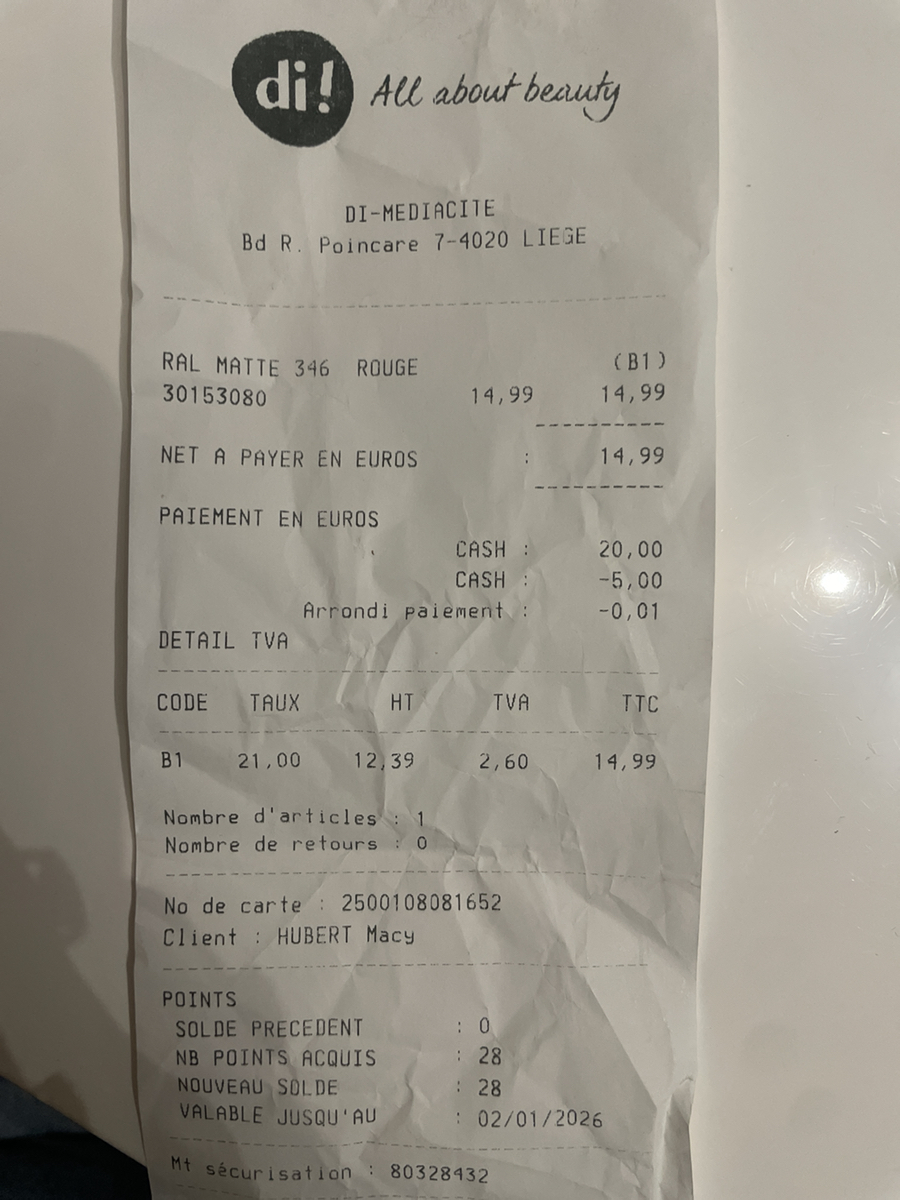 di! All about beauty
DI-MEDIACITE
Bd R. Poincare 7-4020 LIEGE
RAL MATTE 346 ROUGE (B1)
30153080 14,99 14,99
NET A PAYER EN EUROS : 14,99
PAIEMENT EN EUROS
CASH : 20,00
CASH : -5,00
Arrondi paiement : -0,01
DETAIL TVA
CODE TAUX HT TVA TTC
B1 21,00 12,39 2,60 14,99
Nombre d'articles : 1
Nombre de retours : 0
No de carte : 2500108081652
Client : HUBERT Macy
POINTS
SOLDE PRECEDENT : 0
NB POINTS ACQUIS : 28
NOUVEAU SOLDE : 28
VALABLE JUSQU'AU : 02/01/2026
Mt sécurisation : 80328432